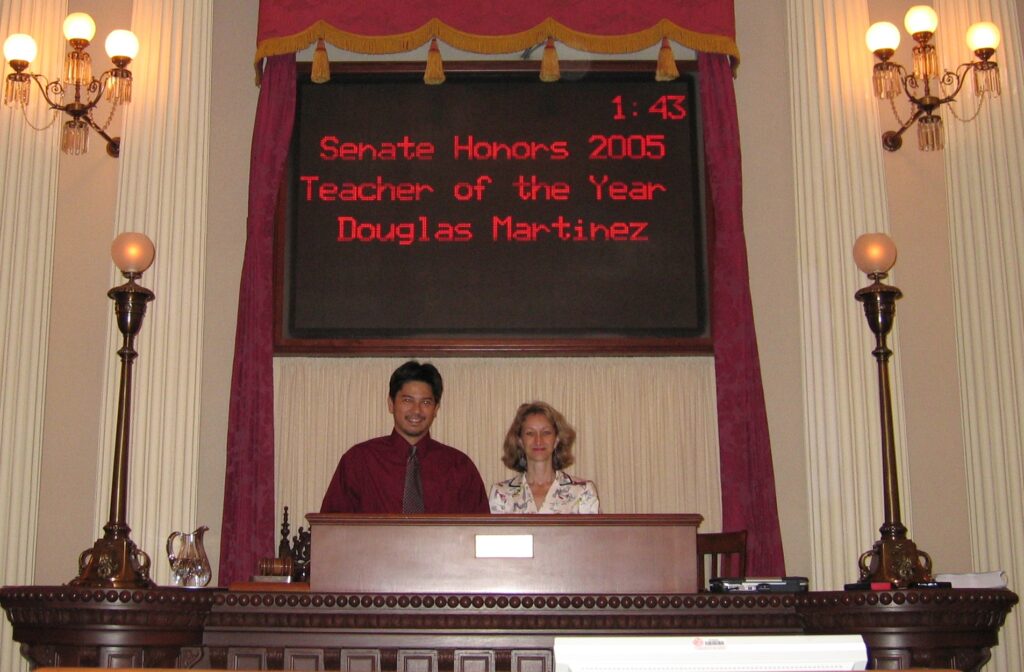 1:43
Senate Honors 2005
Teacher of the Year
Douglas Martinez